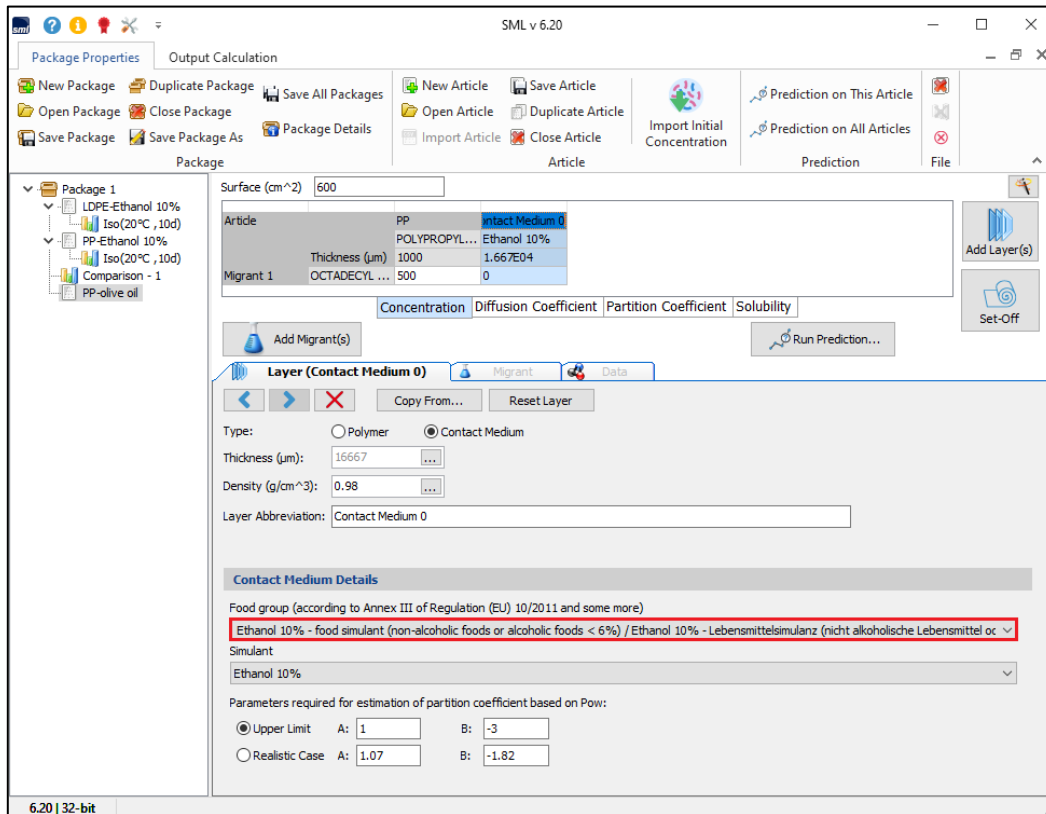 sml
SML v 6.20
Package Properties Output Calculation
New Package Duplicate Package Save All Packages New Article Save Article
Open Package Close Package Open Article Duplicate Article Import Initial Concentration Prediction on This Article
Save Package Save Package As Package Details Import Article Close Article Prediction on All Articles
Package Article Prediction File
Package 1
LDPE-Ethanol 10%
Iso(20°C ,10d)
PP-Ethanol 10%
Iso(20°C ,10d)
Comparison - 1
PP-olive oil
Surface (cm^2) 600
Article PP ntact Medium 0
POLYPROPYL... Ethanol 10%
Thickness (µm) 1000 1.667E04
Migrant 1 OCTADECYL ... 500 0
Concentration Diffusion Coefficient Partition Coefficient Solubility
Add Layer(s)
Set-Off
Add Migrant(s) Run Prediction...
Layer (Contact Medium 0) Migrant Data
Copy From... Reset Layer
Type: Polymer Contact Medium
Thickness (µm): 16667 ...
Density (g/cm^3): 0.98 ...
Layer Abbreviation: Contact Medium 0
Contact Medium Details
Food group (according to Annex III of Regulation (EU) 10/2011 and some more)
Ethanol 10% - food simulant (non-alcoholic foods or alcoholic foods < 6%) / Ethanol 10% - Lebensmittelsimulanz (nicht alkoholische Lebensmittel oc
Simulant
Ethanol 10%
Parameters required for estimation of partition coefficient based on Pow:
Upper Limit A: 1 B: -3
Realistic Case A: 1.07 B: -1.82
6.20 | 32-bit